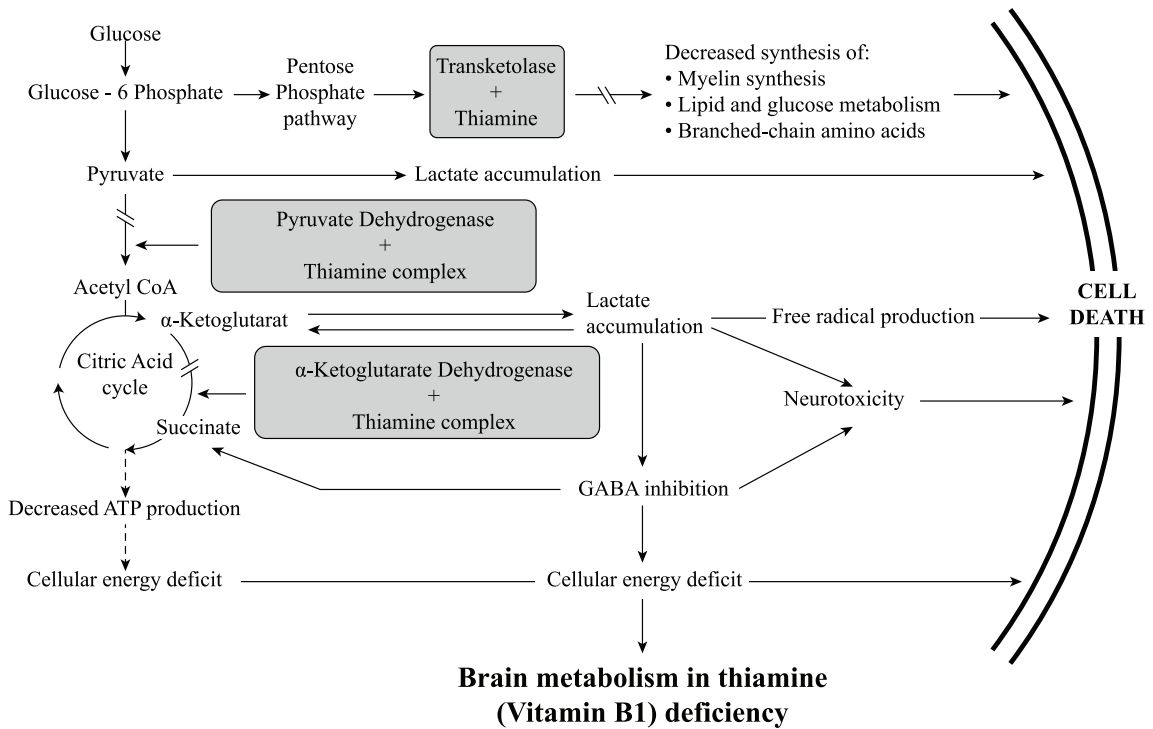 Glucose
Glucose - 6 Phosphate
Pentose
Phosphate
pathway
Transketolase
+
Thiamine
Decreased synthesis of:
• Myelin synthesis
• Lipid and glucose metabolism
• Branched-chain amino acids
Pyruvate
Lactate accumulation
Pyruvate Dehydrogenase
+
Thiamine complex
Acetyl CoA
α-Ketoglutarat
Lactate
accumulation
Free radical production
CELL
DEATH
Citric Acid
cycle
α-Ketoglutarate Dehydrogenase
+
Thiamine complex
Neurotoxicity
Succinate
GABA inhibition
Decreased ATP production
Cellular energy deficit
Cellular energy deficit
Brain metabolism in thiamine
(Vitamin B1) deficiency